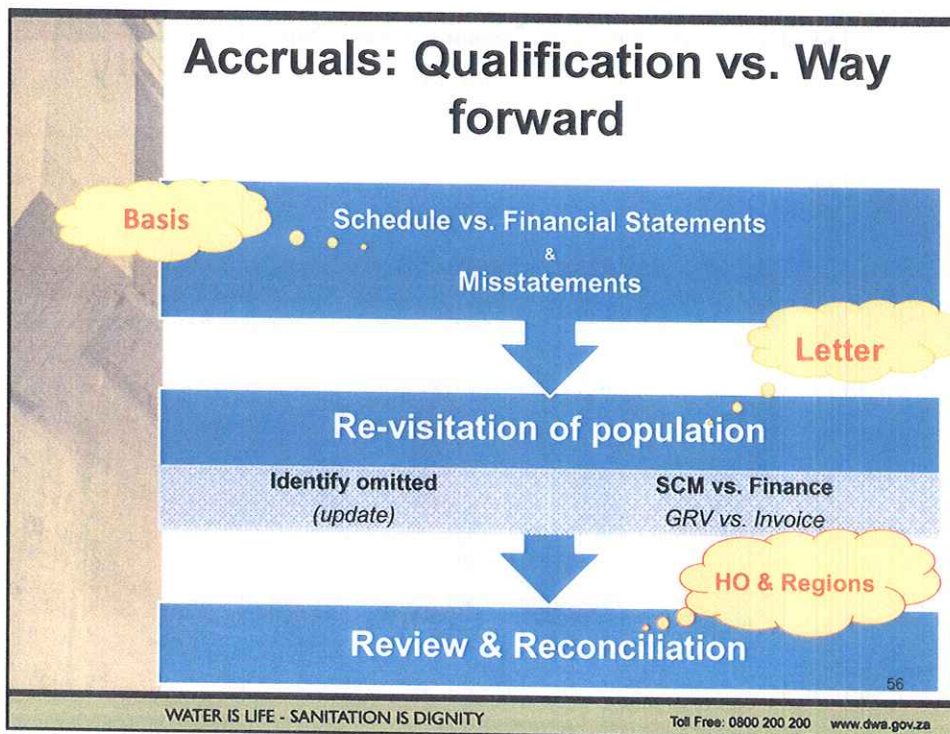 Accruals: Qualification vs. Way
forward
Basis
Schedule vs. Financial Statements
&
Misstatements
Letter
Re-visitation of population
Identify omitted
(update)
SCM vs. Finance
GRV vs. Invoice
HO & Regions
Review & Reconciliation
56
WATER IS LIFE - SANITATION IS DIGNITY
Toll Free: 0800 200 200 www.dwa.gov.za